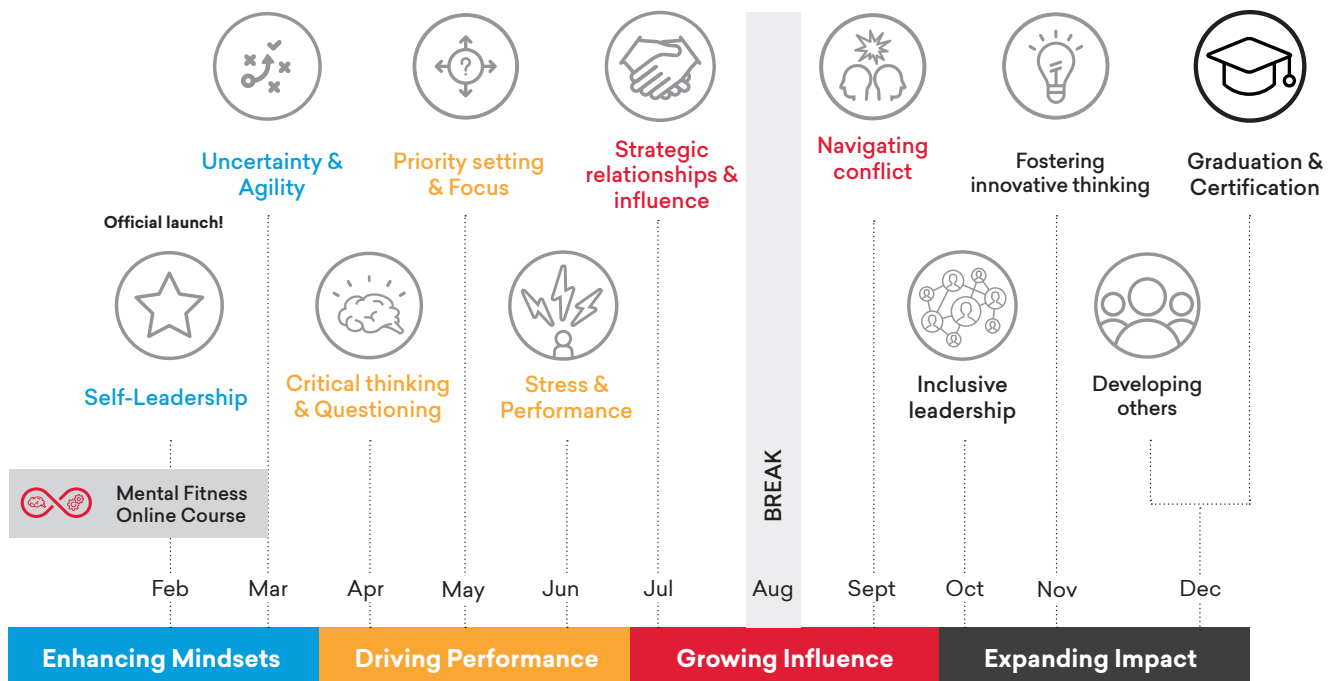 Uncertainty &
Agility
Priority setting
& Focus
Strategic
relationships &
influence
Navigating
conflict
Fostering
innovative thinking
Graduation &
Certification
Official launch!
Self-Leadership
Critical thinking
& Questioning
Stress &
Performance
Inclusive
leadership
Developing
others
Mental Fitness
Online Course
BREAK
Feb
Mar
Apr
May
Jun
Jul
Aug
Sept
Oct
Nov
Dec
Enhancing Mindsets
Driving Performance
Growing Influence
Expanding Impact